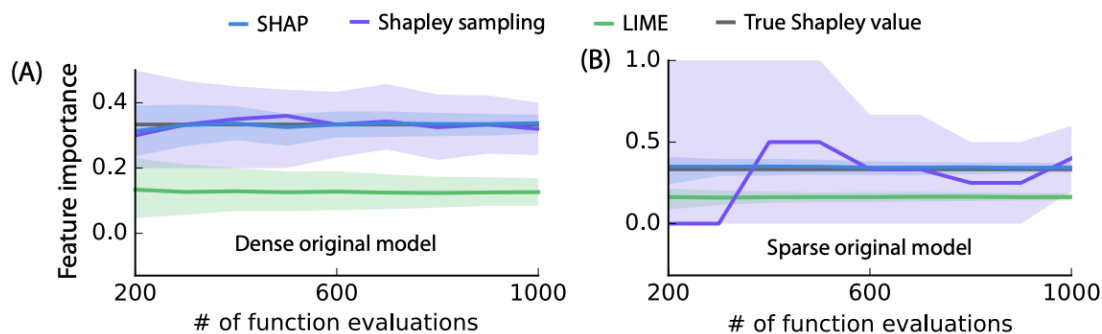 SHAP Shapley sampling LIME True Shapley value
(A) (B)
Feature importance
0.4
0.2
0.0
Dense original model
200 600 1000
# of function evaluations
1.0
0.5
0.0
Sparse original model
200 600 1000
# of function evaluations